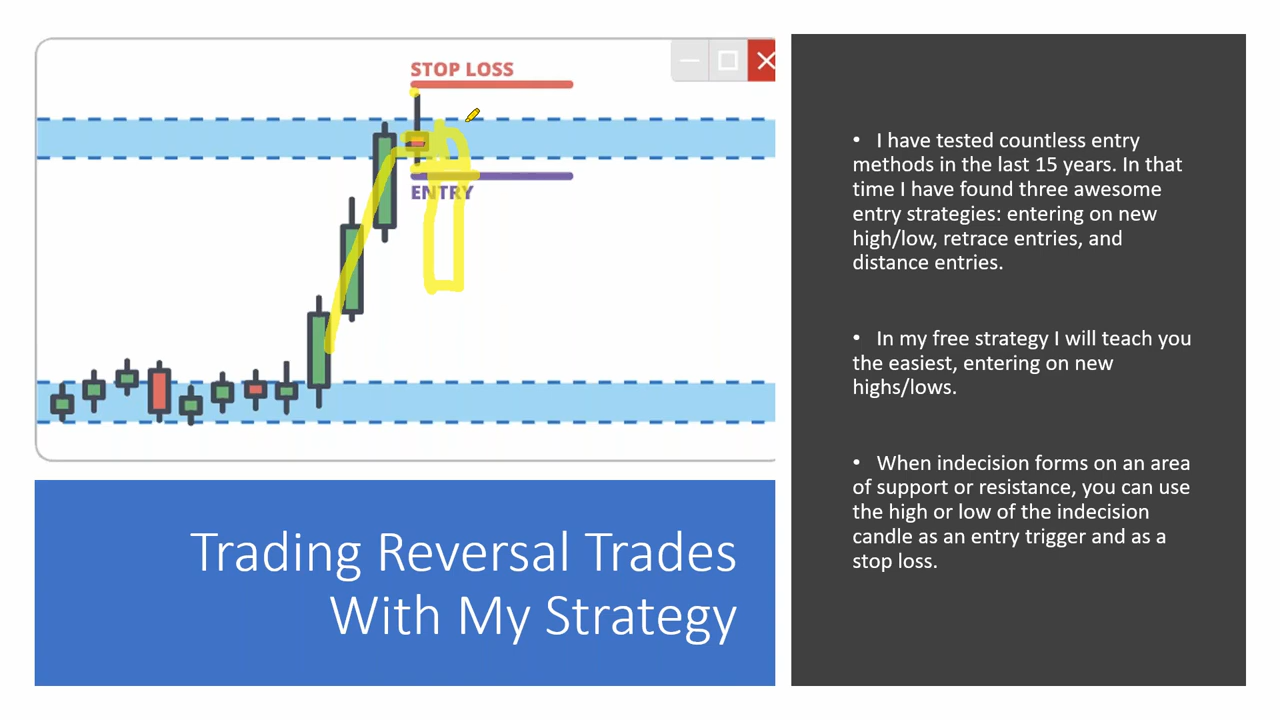 STOP LOSS
ENTRY
Trading Reversal Trades
With My Strategy
• I have tested countless entry
methods in the last 15 years. In that
time I have found three awesome
entry strategies: entering on new
high/low, retrace entries, and
distance entries.
• In my free strategy I will teach you
the easiest, entering on new
highs/lows.
• When indecision forms on an area
of support or resistance, you can use
the high or low of the indecision
candle as an entry trigger and as a
stop loss.